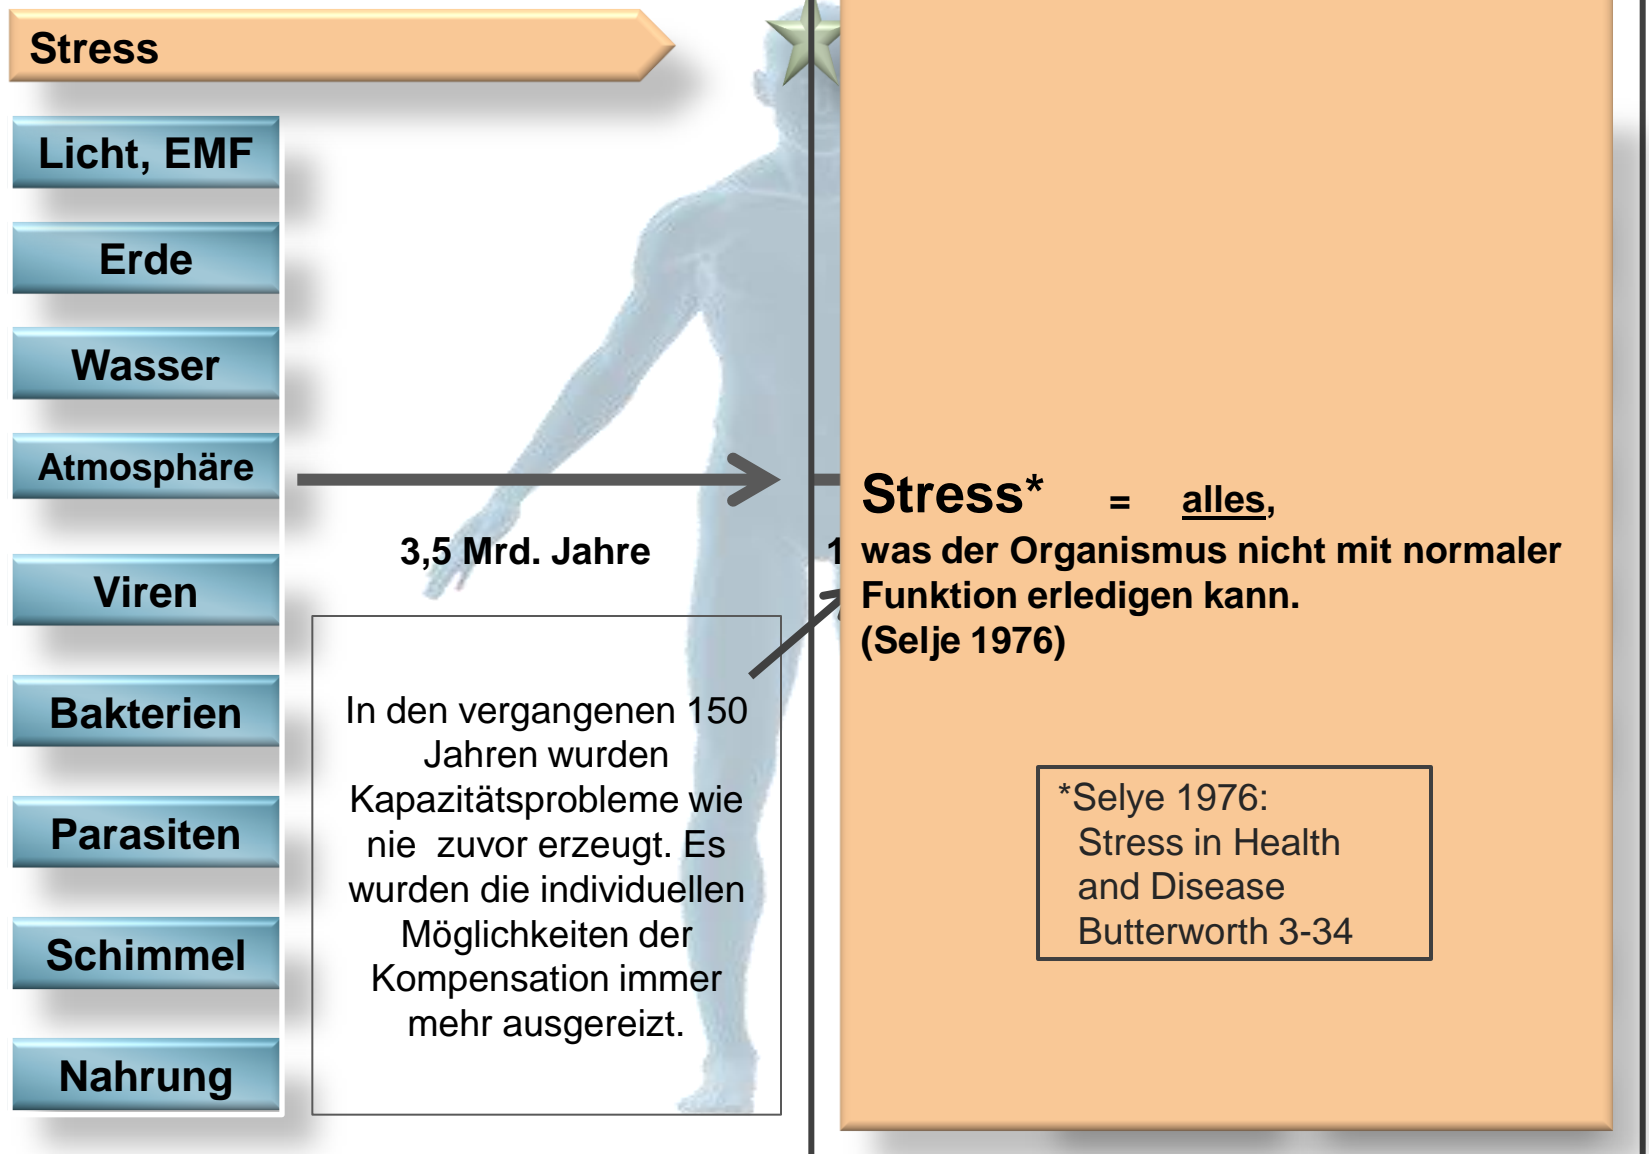 Stress
Licht, EMF
Erde
Wasser
Atmosphäre
Viren
Bakterien
Parasiten
Schimmel
Nahrung
3,5 Mrd. Jahre
In den vergangenen 150
Jahren wurden
Kapazitätsprobleme wie
nie  zuvor erzeugt. Es
wurden die individuellen
Möglichkeiten der
Kompensation immer
mehr ausgereizt.
1
Stress* = alles,
was der Organismus nicht mit normaler
Funktion erledigen kann.
(Selje 1976)
*Selye 1976:
Stress in Health
and Disease
Butterworth 3-34